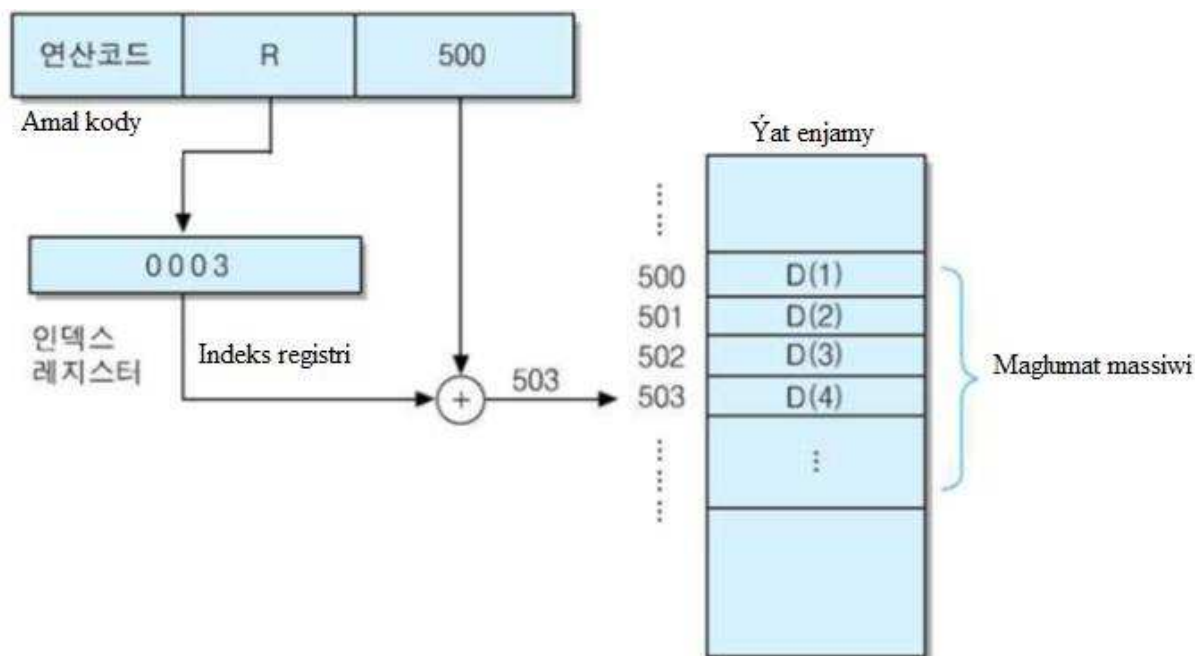 연산코드 R 500
Amal kody
Ýat enjamy
0003
인덱스
레지스터
Indeks registri
+
503
500 D(1)
501 D(2)
502 D(3)
503 D(4)
Maglumat massiwi